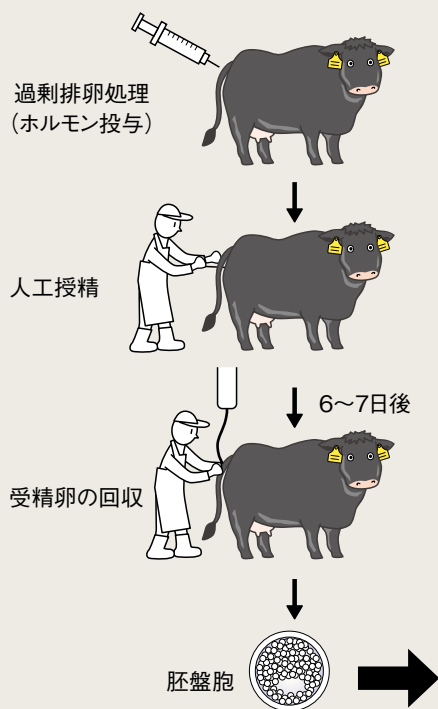 過剰排卵処理
（ホルモン投与）
人工授精
6〜7日後
受精卵の回収
胚盤胞